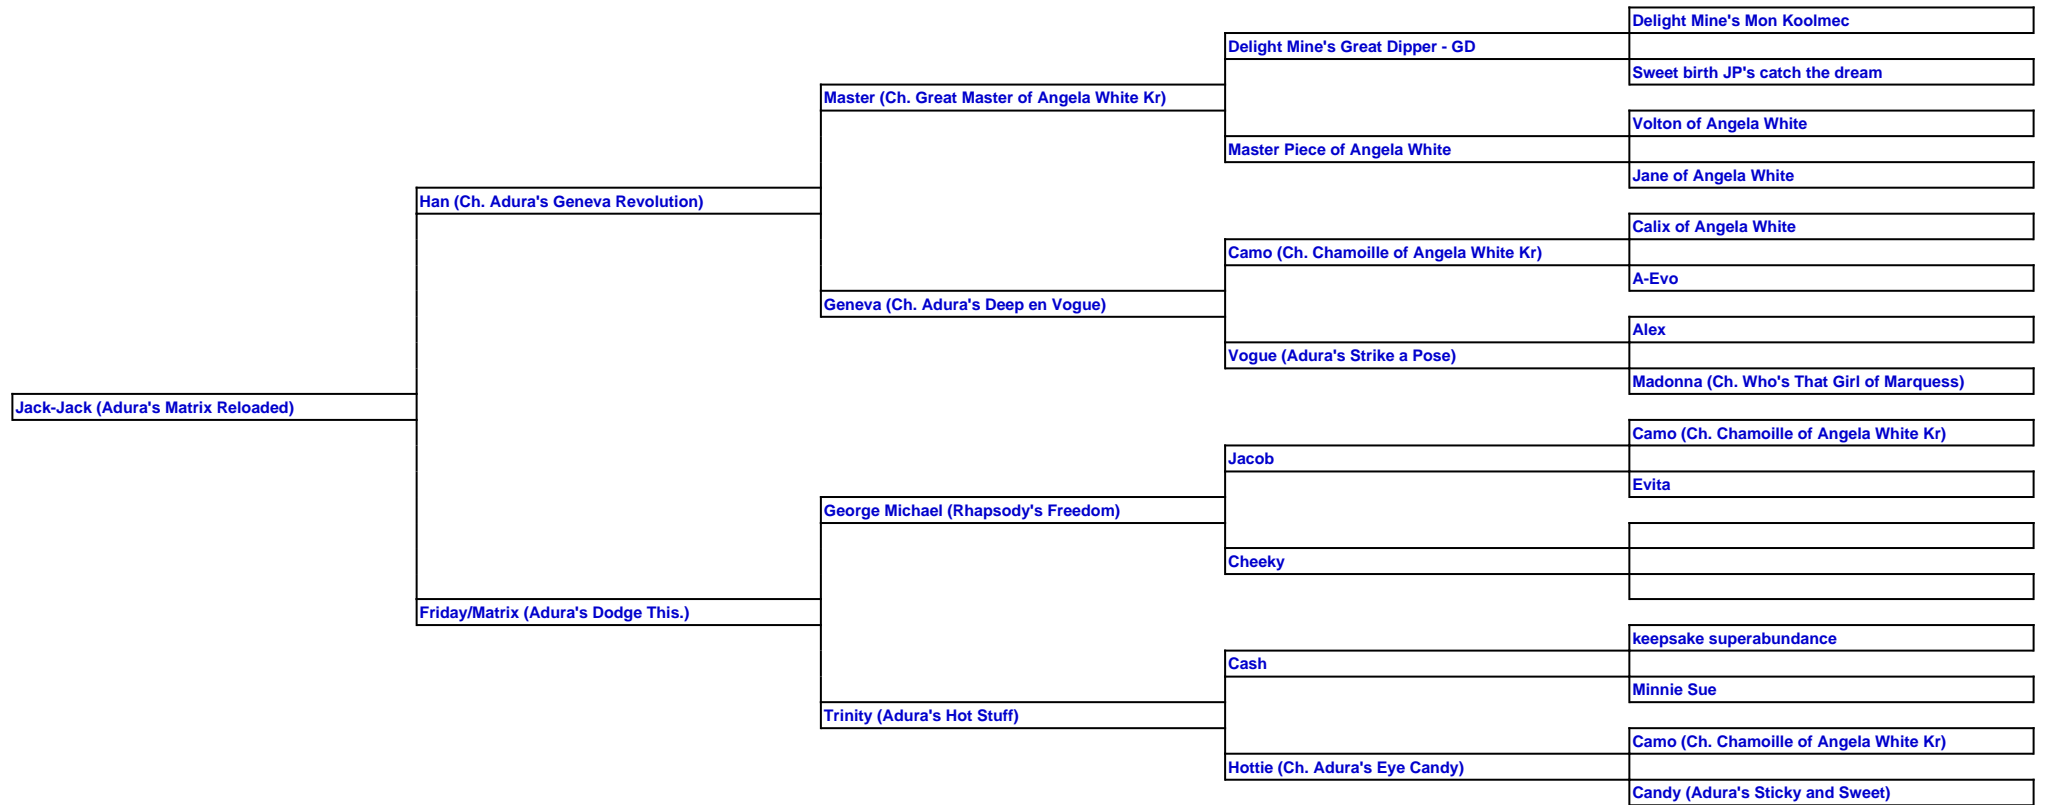 Delight Mine's Mon Koolmec
Delight Mine's Great Dipper - GD
Sweet birth JP's catch the dream
Master (Ch. Great Master of Angela White Kr)
Volton of Angela White
Master Piece of Angela White
Jane of Angela White
Han (Ch. Adura's Geneva Revolution)
Calix of Angela White
Camo (Ch. Chamoille of Angela White Kr)
A-Evo
Geneva (Ch. Adura's Deep en Vogue)
Alex
Vogue (Adura's Strike a Pose)
Madonna (Ch. Who's That Girl of Marquess)
Jack-Jack (Adura's Matrix Reloaded)
Camo (Ch. Chamoille of Angela White Kr)
Jacob
Evita
George Michael (Rhapsody's Freedom)
Cheeky
Friday/Matrix (Adura's Dodge This.)
keepsake superabundance
Cash
Minnie Sue
Trinity (Adura's Hot Stuff)
Camo (Ch. Chamoille of Angela White Kr)
Hottie (Ch. Adura's Eye Candy)
Candy (Adura's Sticky and Sweet)